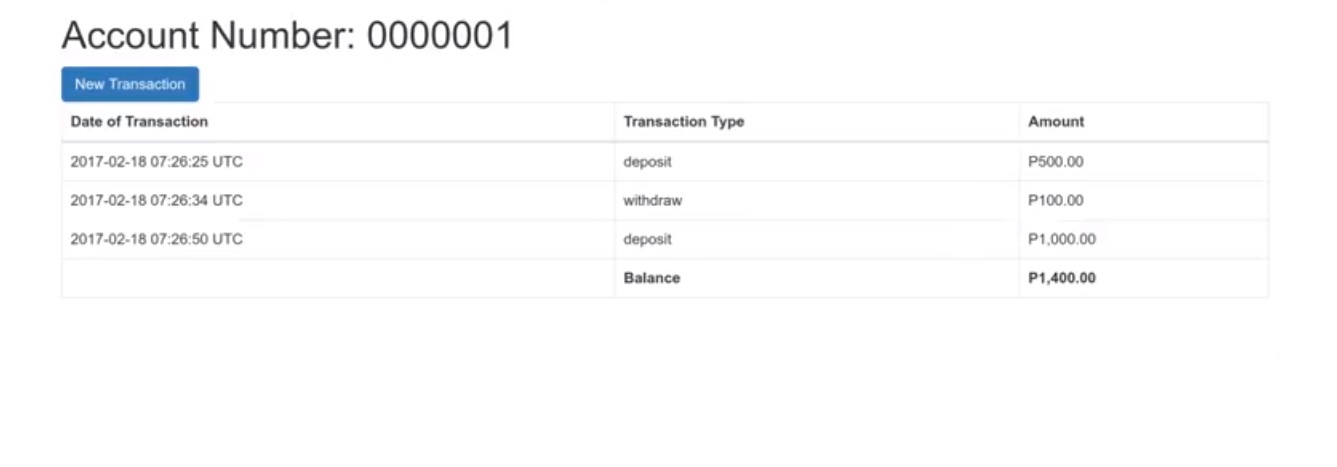 Account Number: 0000001
New Transaction
Date of Transaction Transaction Type Amount
2017-02-18 07:26:25 UTC deposit P500.00
2017-02-18 07:26:34 UTC withdraw P100.00
2017-02-18 07:26:50 UTC deposit P1,000.00
Balance P1,400.00